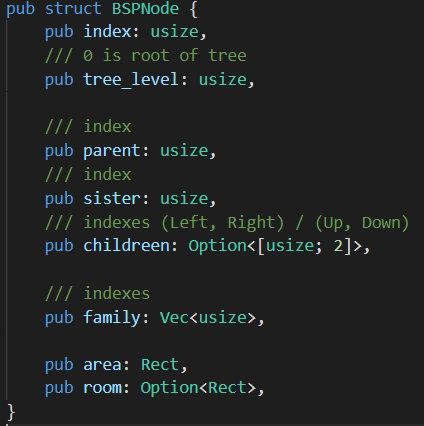 pub struct BSPNode {
    pub index: usize,
    /// 0 is root of tree
    pub tree_level: usize,

    /// index
    pub parent: usize,
    /// index
    pub sister: usize,
    /// indexes (Left, Right) / (Up, Down)
    pub childreen: Option<[usize; 2]>,

    /// indexes
    pub family: Vec<usize>,

    pub area: Rect,
    pub room: Option<Rect>,
}